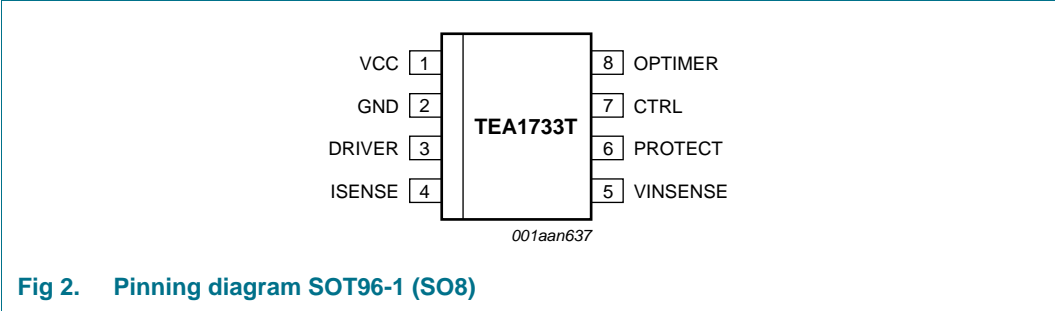 VCC 1 8 OPTIMER
GND 2 7 CTRL
TEA1733T
DRIVER 3 6 PROTECT
ISENSE 4 5 VINSENSE
001aan637
Fig 2. Pinning diagram SOT96-1 (SO8)